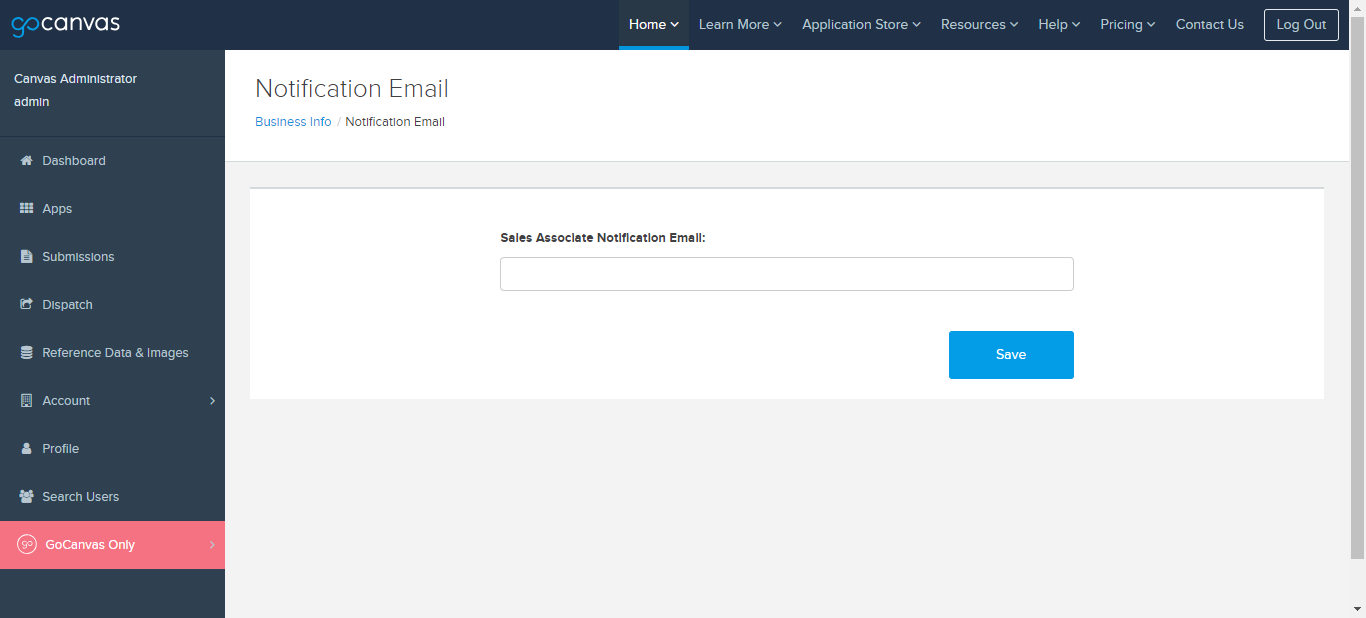 gocanvas
Home
Learn More
Application Store
Resources
Help
Pricing
Contact Us
Log Out
Canvas Administrator
admin
Dashboard
Apps
Submissions
Dispatch
Reference Data & Images
Account
Profile
Search Users
go GoCanvas Only
Notification Email
Business Info / Notification Email
Sales Associate Notification Email:
Save